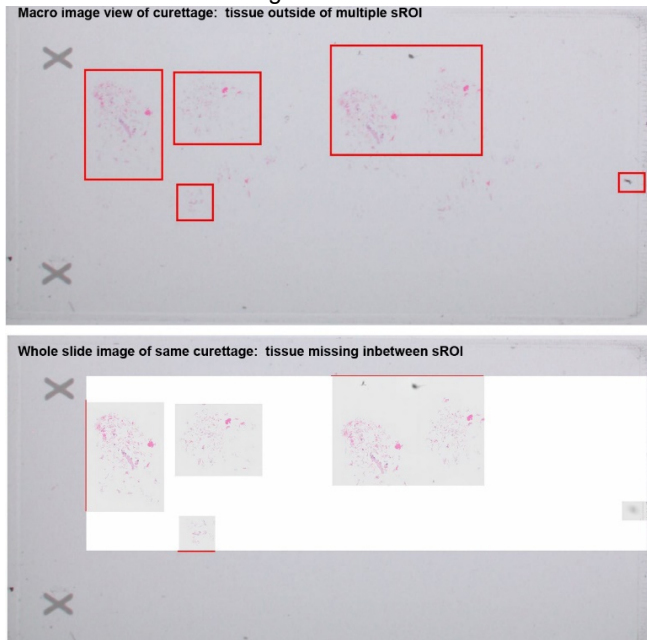 Macro image view of curettage:  tissue outside of multiple sROI
Whole slide image of same curettage:  tissue missing inbetween sROI